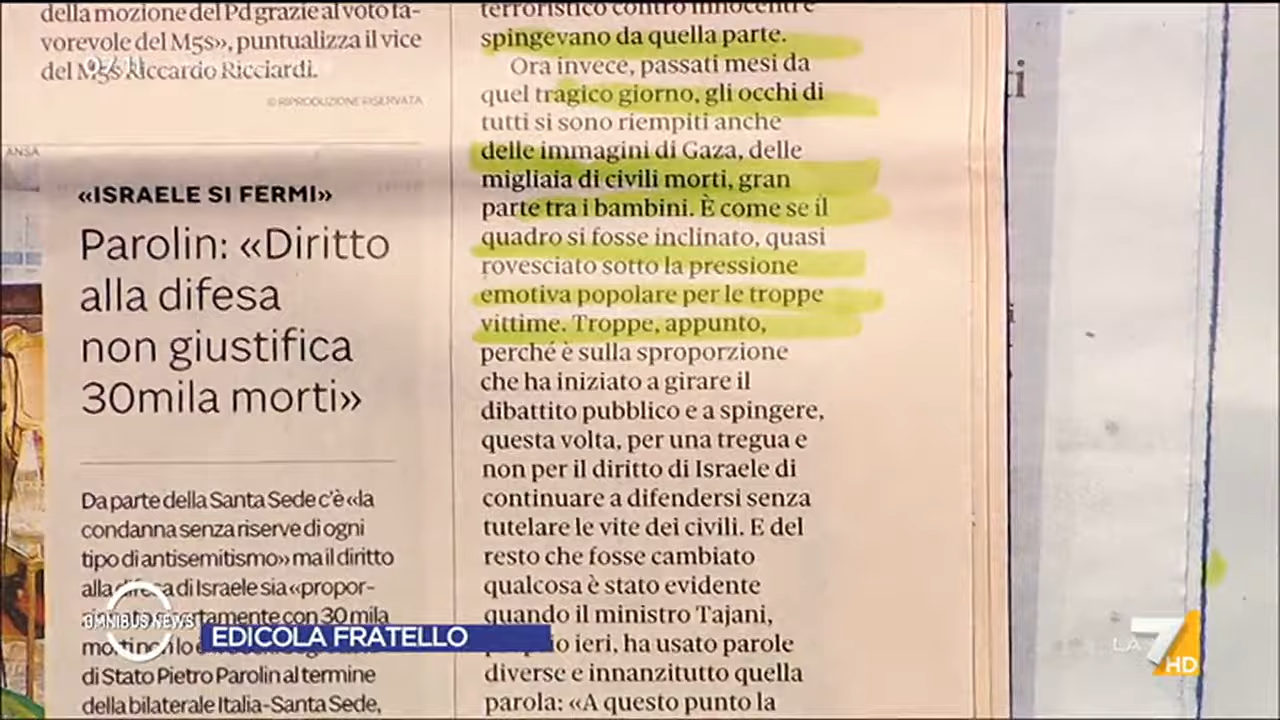 della mozione del Pd grazie al voto fa-
vorevole del M5s», puntualizza il vice
del M5s Riccardo Ricciardi.
© RIPRODUZIONE RISERVATA
ANSA
«ISRAELE SI FERMI»
Parolin: «Diritto
alla difesa
non giustifica
30mila morti»
Da parte della Santa Sede c'è «la
condanna senza riserve di ogni
tipo di antisemitismo» ma il diritto
alla difesa di Israele sia «propor-
tamente con 30 mila
di Stato Pietro Parolin al termine
della bilaterale Italia-Santa Sede,
terroristico contro innocenti e
spingevano da quella parte.
Ora invece, passati mesi da
quel tragico giorno, gli occhi di
tutti si sono riempiti anche
delle immagini di Gaza, delle
migliaia di civili morti, gran
parte tra i bambini. È come se il
quadro si fosse inclinato, quasi
rovesciato sotto la pressione
emotiva popolare per le troppe
vittime. Troppe, appunto,
perché è sulla sproporzione
che ha iniziato a girare il
dibattito pubblico e a spingere,
questa volta, per una tregua e
non per il diritto di Israele di
continuare a difendersi senza
tutelare le vite dei civili. E del
resto che fosse cambiato
qualcosa è stato evidente
quando il ministro Tajani,
ieri, ha usato parole
diverse e innanzitutto quella
parola: «A questo punto la
ti
OMNIBUS NEWS
EDICOLA FRATELLO
LA 7 HD